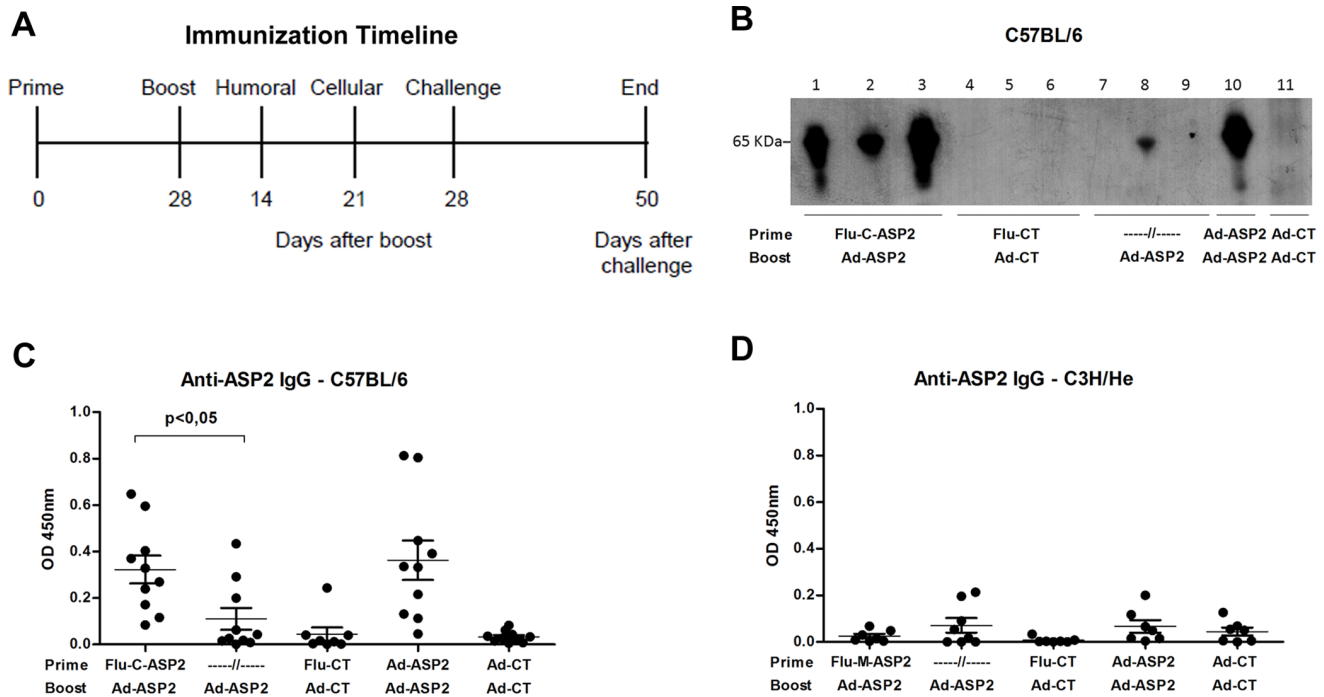 A
Immunization Timeline
Prime Boost Humoral Cellular Challenge End
0 28 14 21 28 50
Days after boost
Days after
challenge
B
C57BL/6
1 2 3 4 5 6 7 8 9 10 11
65 KDa
Prime Flu-C-ASP2 Flu-CT -----//----- Ad-ASP2 Ad-CT
Boost Ad-ASP2 Ad-CT Ad-ASP2 Ad-ASP2 Ad-CT
C
Anti-ASP2 IgG - C57BL/6
p<0,05
OD 450nm
1.0
0.8
0.6
0.4
0.2
0.0
Prime Flu-C-ASP2 -----//----- Flu-CT Ad-ASP2 Ad-CT
Boost Ad-ASP2 Ad-ASP2 Ad-CT Ad-ASP2 Ad-CT
D
Anti-ASP2 IgG - C3H/He
OD 450nm
1.0
0.8
0.6
0.4
0.2
0.0
Prime Flu-M-ASP2 -----//----- Flu-CT Ad-ASP2 Ad-CT
Boost Ad-ASP2 Ad-ASP2 Ad-CT Ad-ASP2 Ad-CT